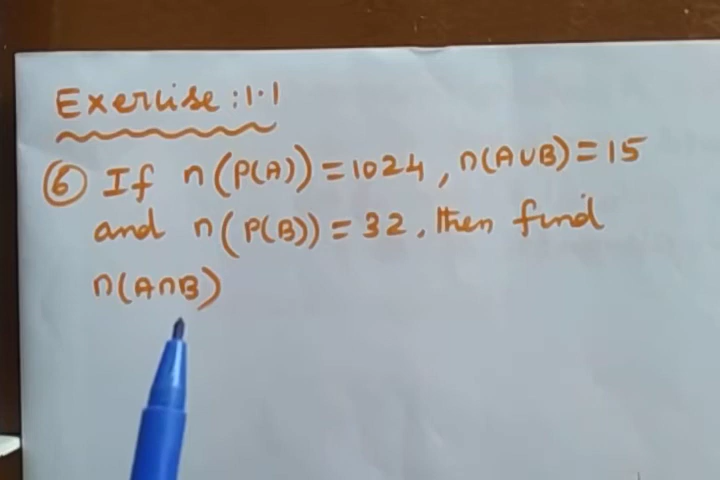 Exercise : 1.1
6 If n(P(A)) = 1024, n(A∪B) = 15
and n(P(B)) = 32, then find
n(A∩B)